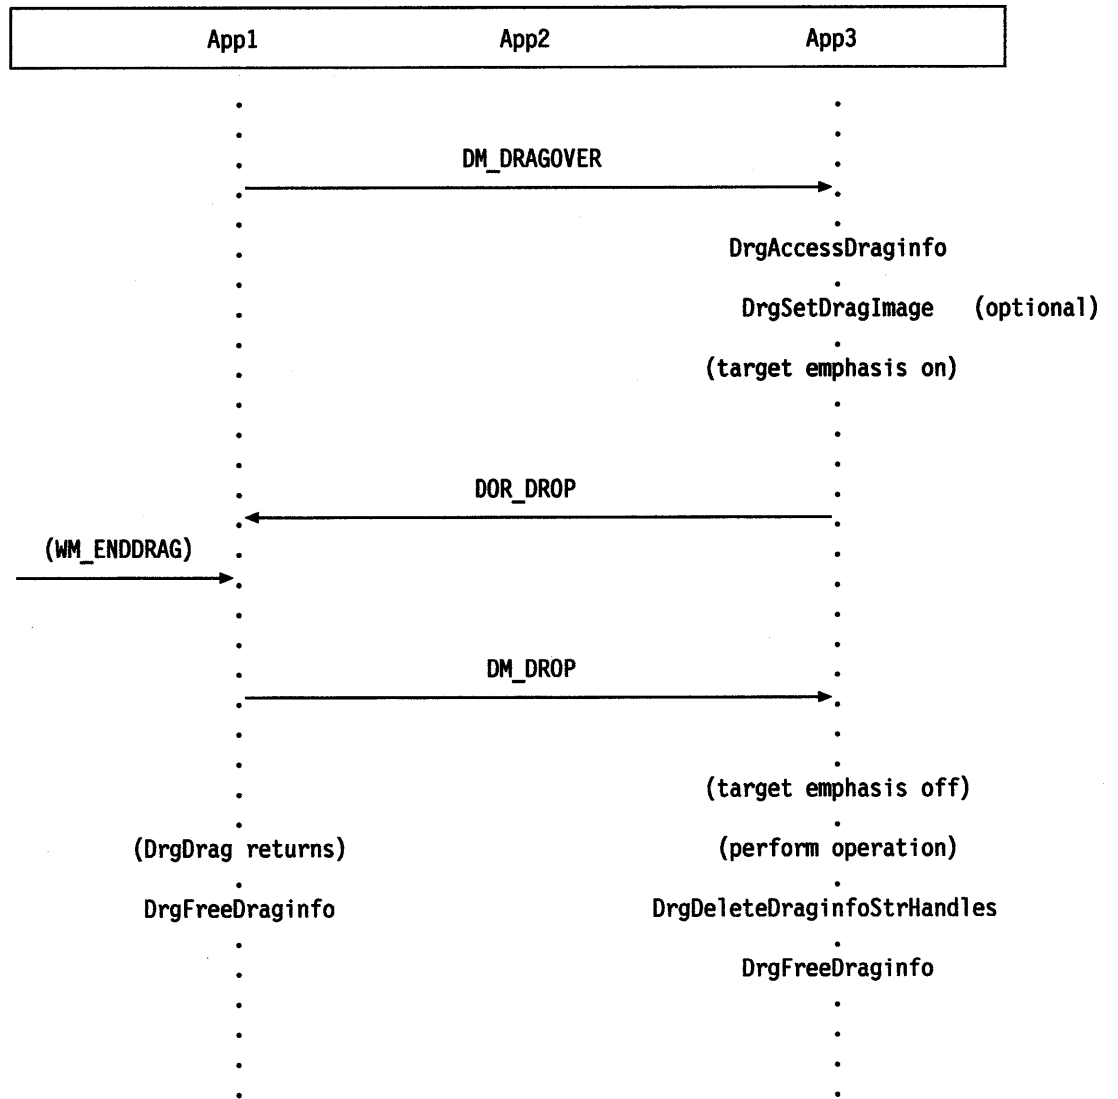 App1 App2 App3
DM_DRAGOVER
DrgAccessDraginfo
DrgSetDragImage (optional)
(target emphasis on)
DOR_DROP
(WM_ENDDRAG)
DM_DROP
(target emphasis off)
(DrgDrag returns) (perform operation)
DrgFreeDraginfo DrgDeleteDraginfoStrHandles
DrgFreeDraginfo